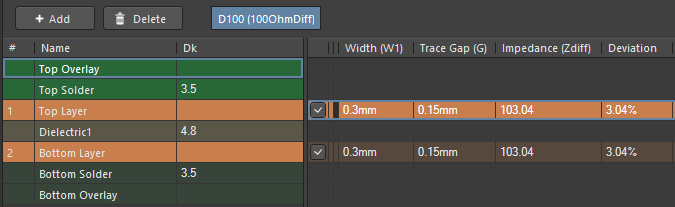 + Add Delete D100 (100OhmDiff)
# Name Dk Width (W1) Trace Gap (G) Impedance (Zdiff) Deviation
Top Overlay
Top Solder 3.5
1 Top Layer 0.3mm 0.15mm 103.04 3.04%
Dielectric1 4.8
2 Bottom Layer 0.3mm 0.15mm 103.04 3.04%
Bottom Solder 3.5
Bottom Overlay